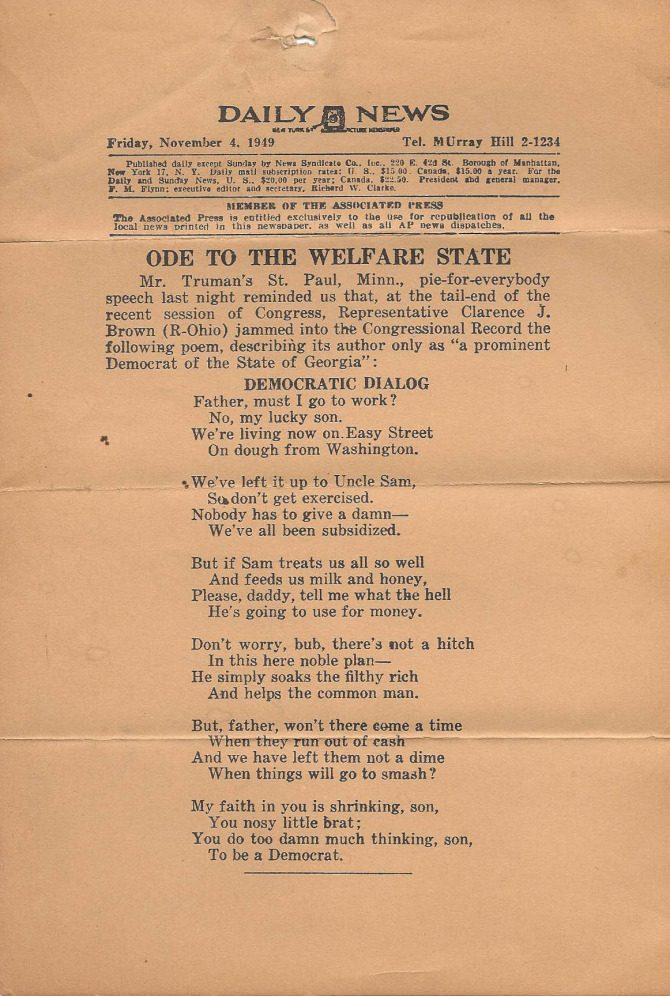 DAILY NEWS
NEW YORK'S PICTURE NEWSPAPER
Friday, November 4, 1949 Tel. MUrray Hill 2-1234
Published daily except Sunday by News Syndicate Co., Inc., 220 E. 42d St. Borough of Manhattan,
New York 17, N. Y. Daily mail subscription rates: U. S., $15.00. Canada, $15.00 a year. For the
Daily and Sunday News, U. S., $20.00 per year; Canada, $22.50. President and general manager,
F. M. Flynn; executive editor and secretary, Richard W. Clarke.
MEMBER OF THE ASSOCIATED PRESS
The Associated Press is entitled exclusively to the use for republication of all the
local news printed in this newspaper, as well as all AP news dispatches.
ODE TO THE WELFARE STATE
Mr. Truman's St. Paul, Minn., pie-for-everybody
speech last night reminded us that, at the tail-end of the
recent session of Congress, Representative Clarence J.
Brown (R-Ohio) jammed into the Congressional Record the
following poem, describing its author only as "a prominent
Democrat of the State of Georgia":
DEMOCRATIC DIALOG
Father, must I go to work?
No, my lucky son.
We're living now on Easy Street
On dough from Washington.
We've left it up to Uncle Sam,
So don't get exercised.
Nobody has to give a damn—
We've all been subsidized.
But if Sam treats us all so well
And feeds us milk and honey,
Please, daddy, tell me what the hell
He's going to use for money.
Don't worry, bub, there's not a hitch
In this here noble plan—
He simply soaks the filthy rich
And helps the common man.
But, father, won't there come a time
When they run out of cash
And we have left them not a dime
When things will go to smash?
My faith in you is shrinking, son,
You nosy little brat;
You do too damn much thinking, son,
To be a Democrat.